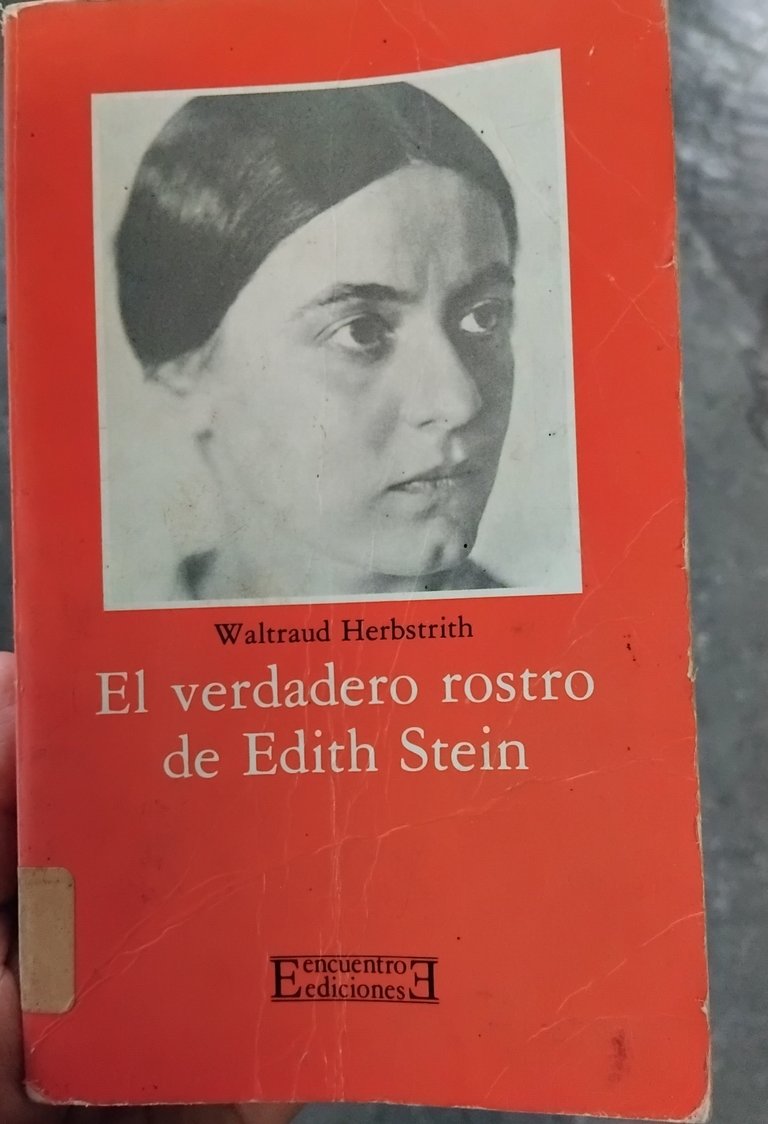 Waltraud Herbstrith
El verdadero rostro
de Edith Stein
encuentro
ediciones